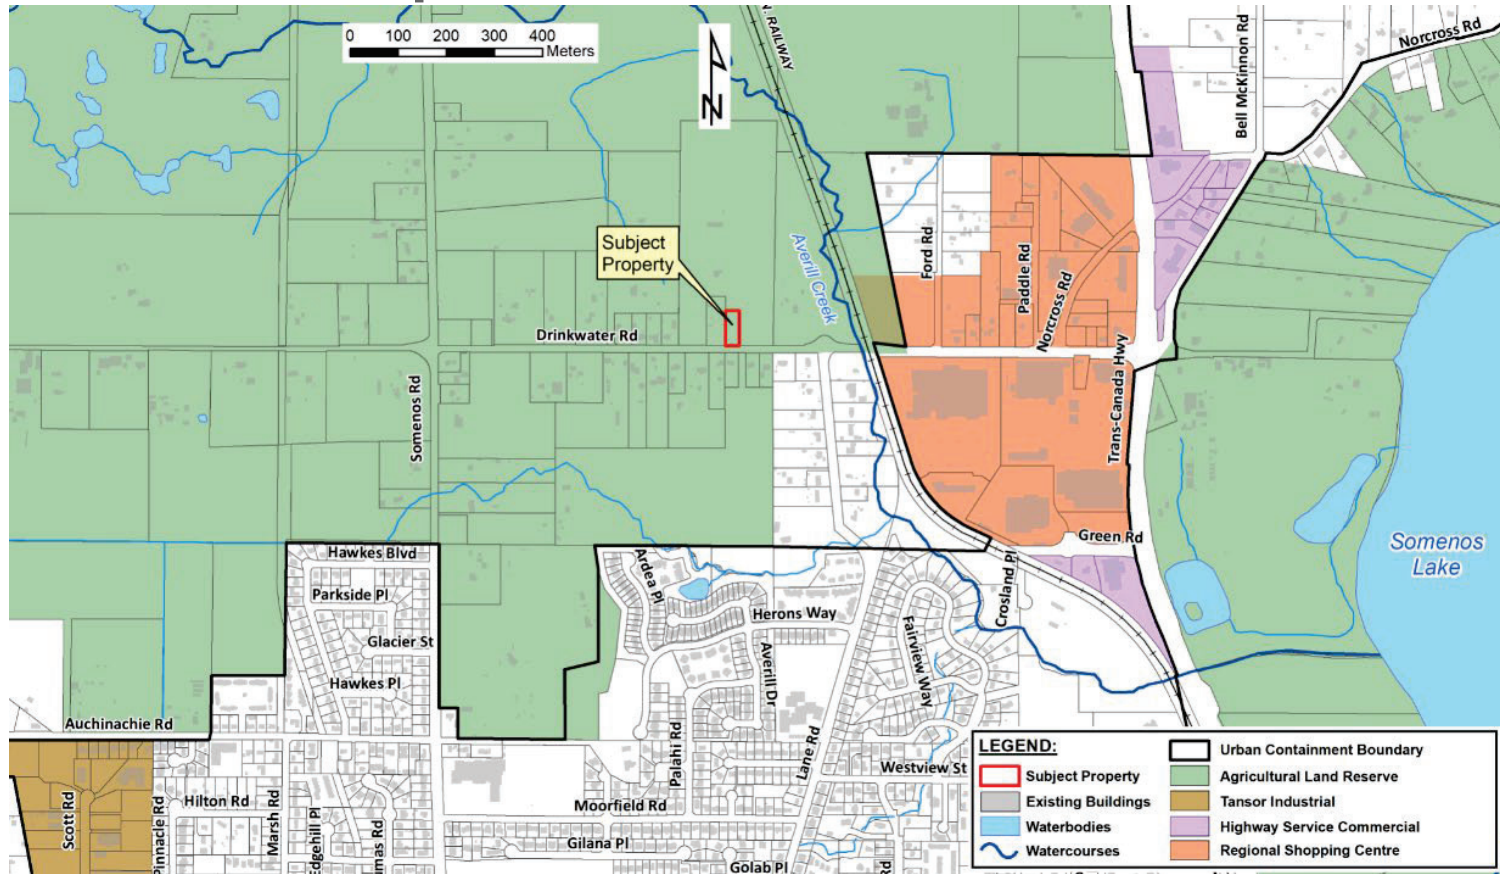 0 100 200 300 400
Meters
N
N. RAILWAY
Bell McKinnon Rd
Norcross Rd
Subject
Property
Averill Creek
Ford Rd
Paddle Rd
Norcross Rd
Drinkwater Rd
Trans-Canada Hwy
Somenos Rd
Green Rd
Somenos
Lake
Hawkes Blvd
Parkside Pl
Glacier St
Hawkes Pl
Ardea Pl
Herons Way
Averill Dr
Fairview Way
Crosland Pl
Auchinachie Rd
Palahi Rd
Lane Rd
Westview St
Scott Rd
Hilton Rd
Pinnacle Rd
Marsh Rd
Edgehill Pl
mas Rd
Moorfield Rd
Gilana Pl
Golab Pl
Rd
LEGEND:
Subject Property
Existing Buildings
Waterbodies
Watercourses
Urban Containment Boundary
Agricultural Land Reserve
Tansor Industrial
Highway Service Commercial
Regional Shopping Centre